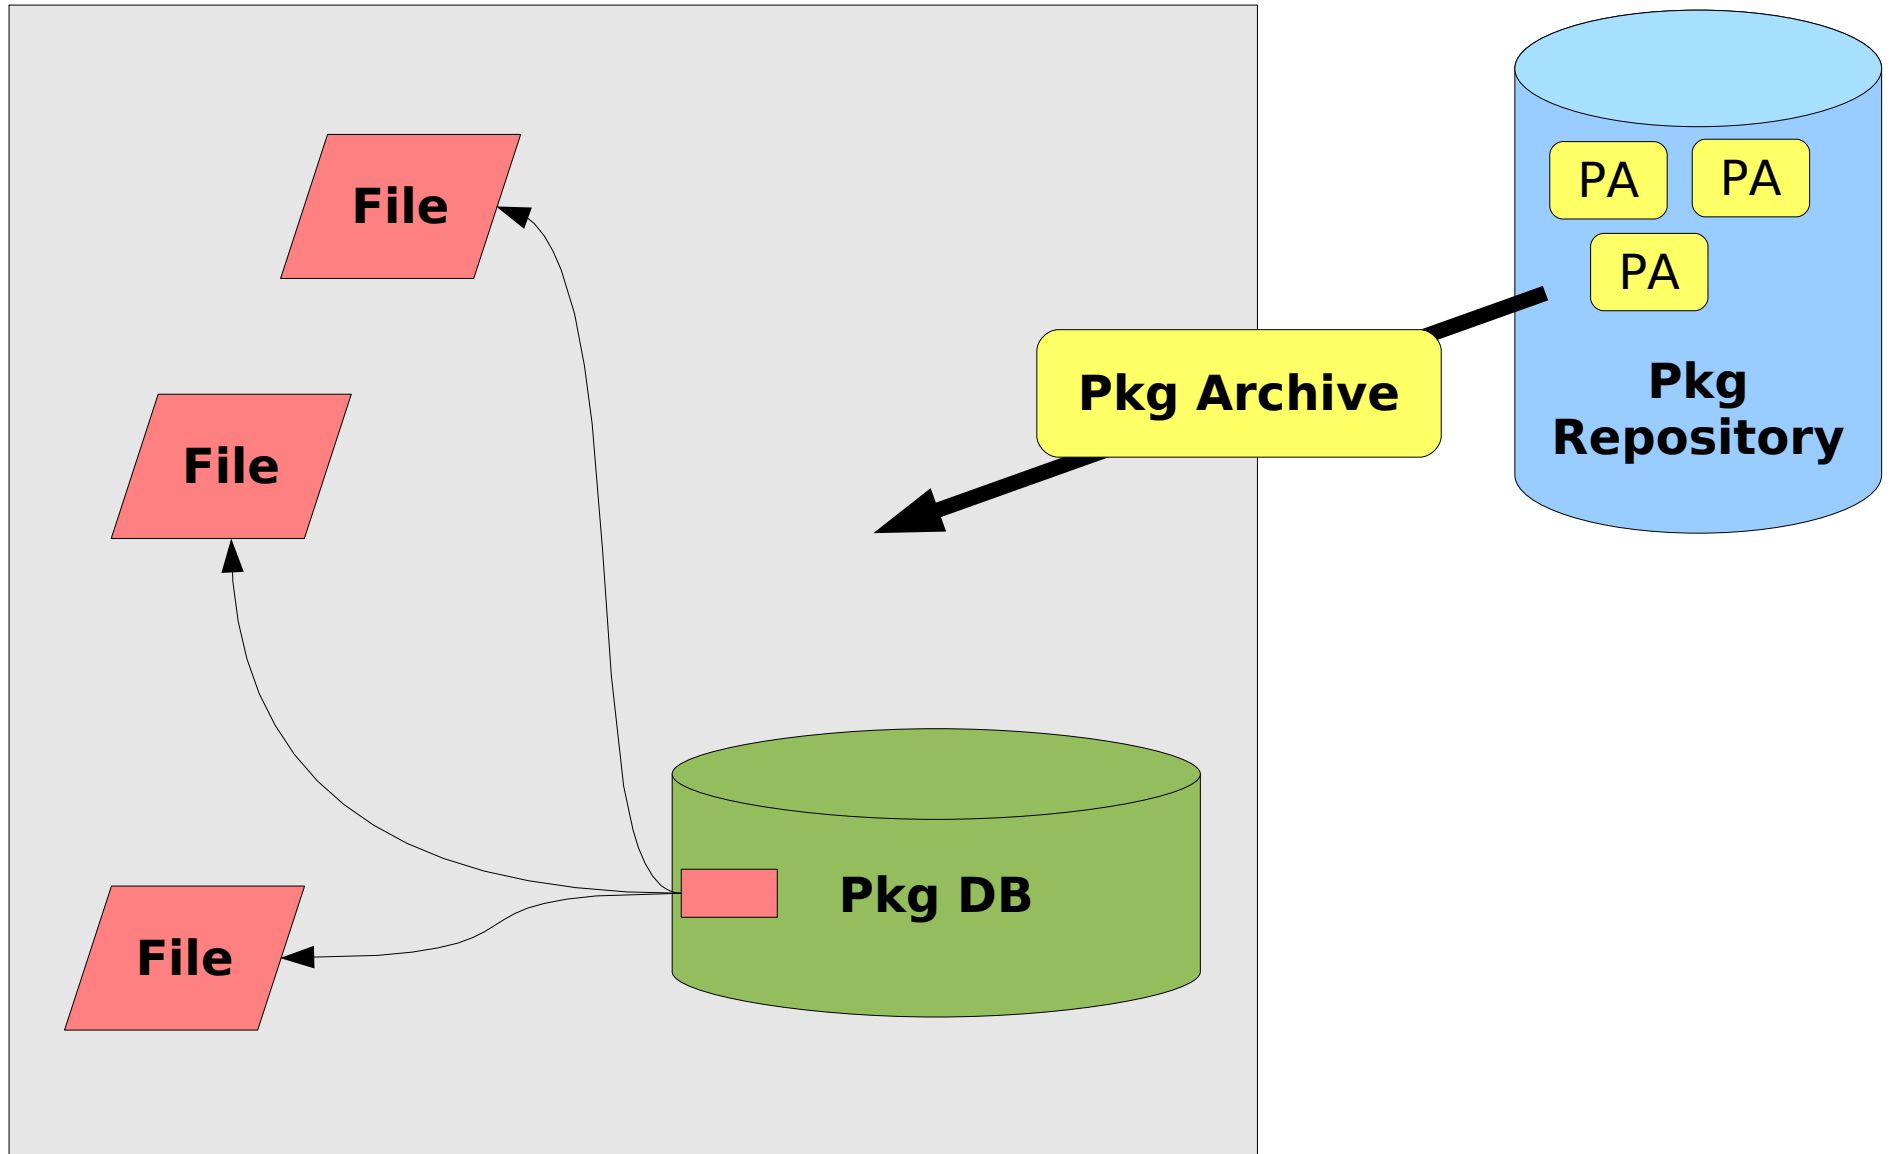 File
PA
PA
PA
Pkg Archive
Pkg
Repository
File
Pkg DB
File